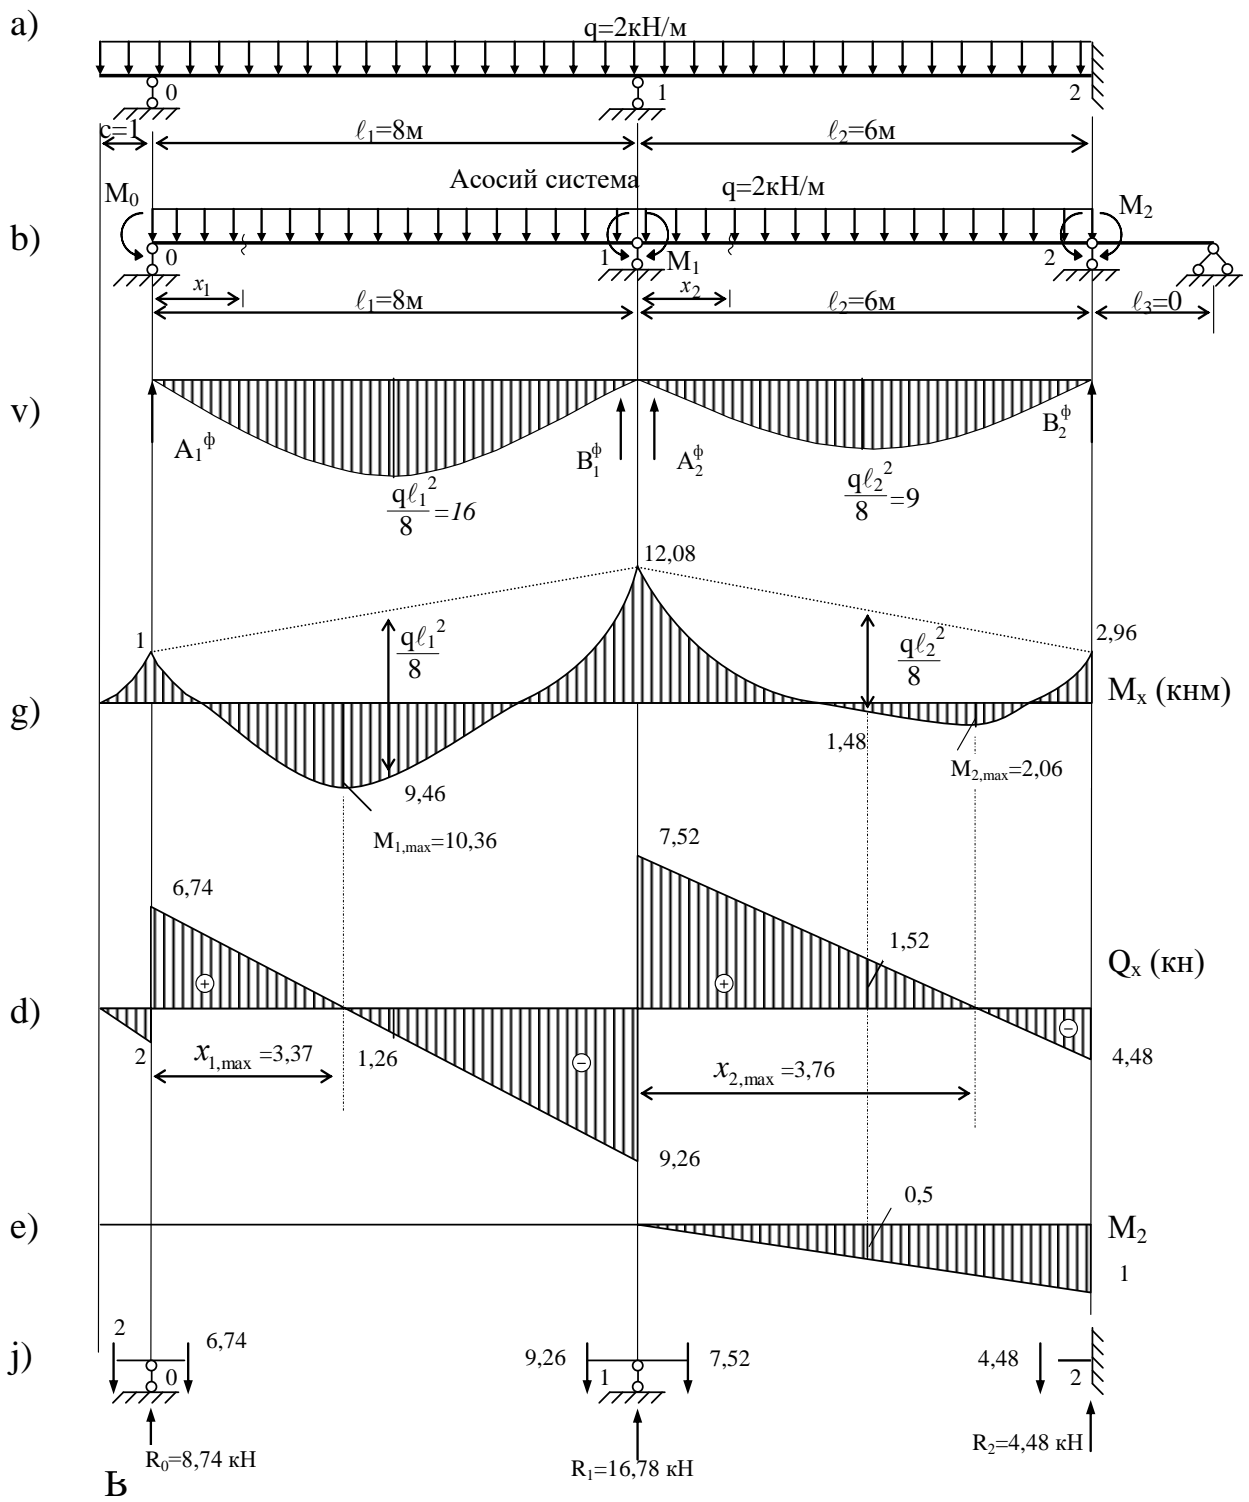 a)
q=2кН/м
0
1
2
c=1
ℓ₁=8м
ℓ₂=6м
Асосий система
q=2кН/м
M₀
M₂
b)
0
1
M₁
2
x₁
x₂
ℓ₁=8м
ℓ₂=6м
ℓ₃=0
v)
A₁ᶲ
B₁ᶲ
A₂ᶲ
B₂ᶲ
qℓ₁²/8=16
qℓ₂²/8=9
12,08
1
qℓ₁²/8
qℓ₂²/8
2,96
Mₓ (кнм)
g)
1,48
9,46
M₂,max=2,06
M₁,max=10,36
7,52
6,74
1,52
Qₓ (кн)
+
+
d)
−
2
x₁,max=3,37
1,26
−
x₂,max=3,76
4,48
9,26
0,5
e)
M₂
1
2
6,74
j)
9,26
7,52
4,48
0
1
2
R₀=8,74 кН
R₁=16,78 кН
R₂=4,48 кН